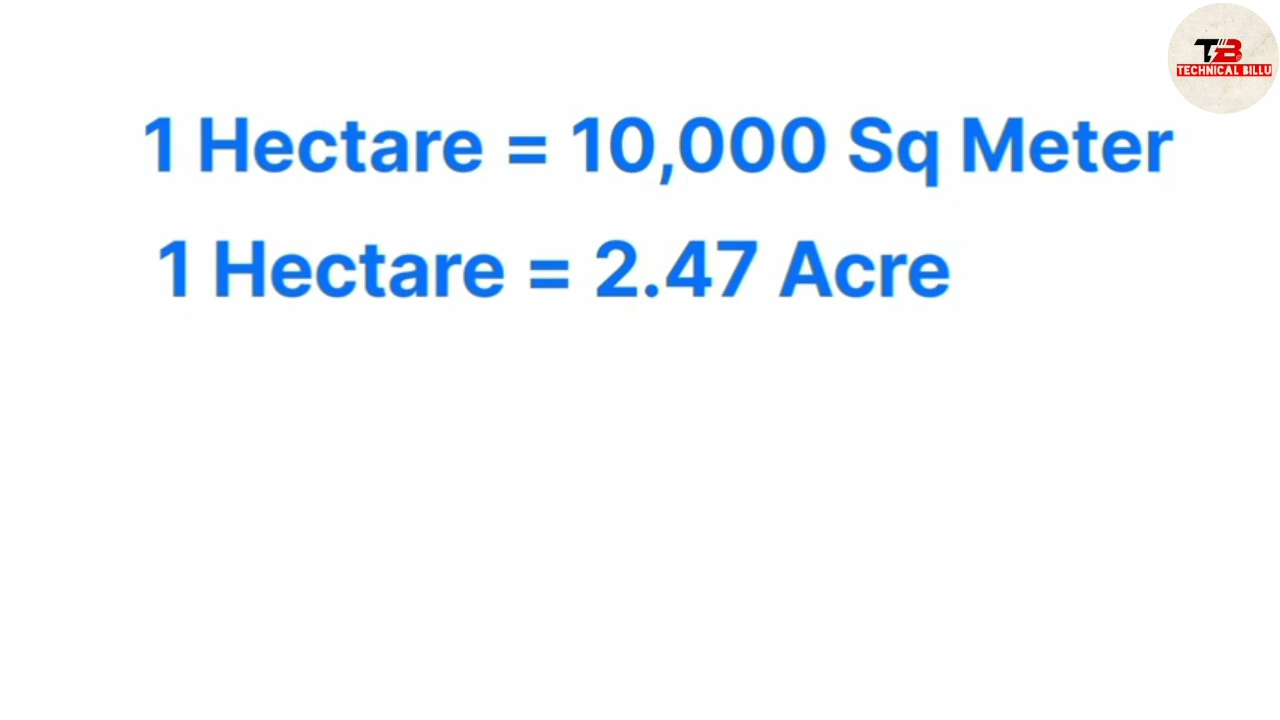 TB
TECHNICAL BILLU
1 Hectare = 10,000 Sq Meter
1 Hectare = 2.47 Acre